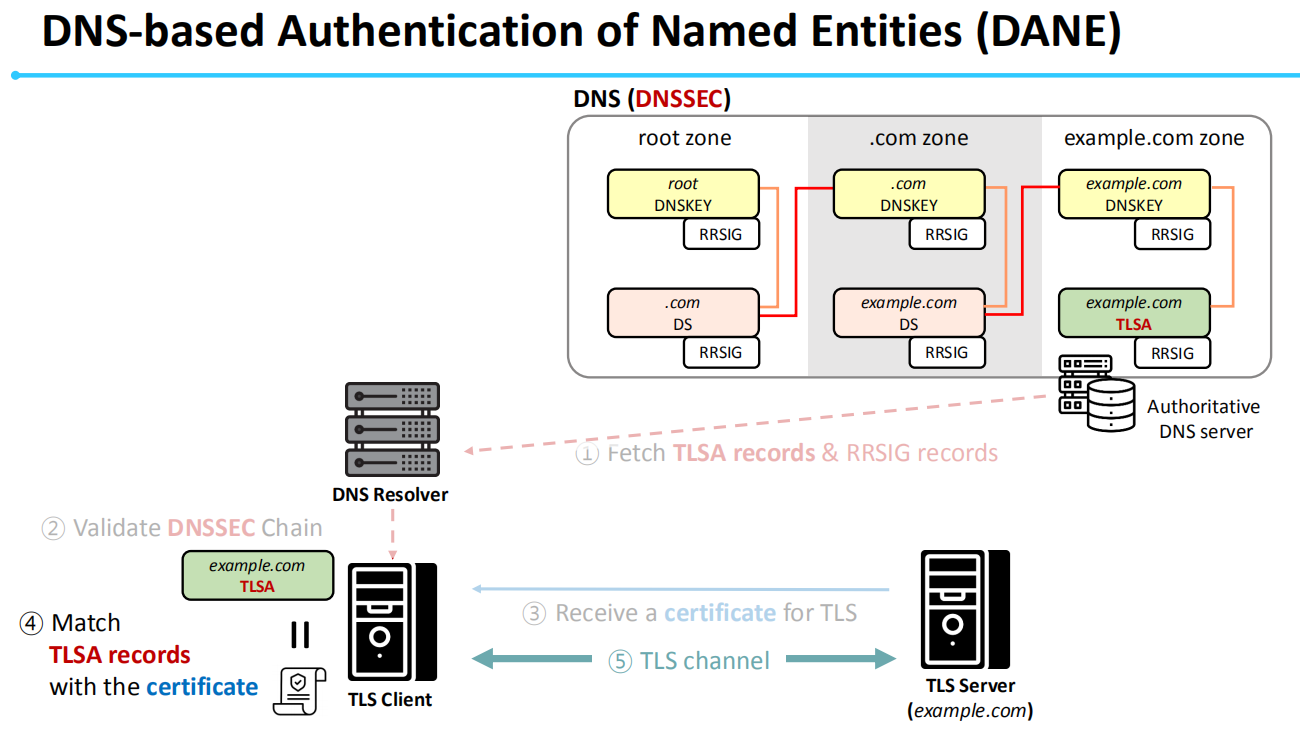 DNS-based Authentication of Named Entities (DANE)
DNS (DNSSEC)
root zone
.com zone
example.com zone
root
DNSKEY
RRSIG
.com
DNSKEY
RRSIG
example.com
DNSKEY
RRSIG
.com
DS
RRSIG
example.com
DS
RRSIG
example.com
TLSA
RRSIG
Authoritative
DNS server
① Fetch TLSA records & RRSIG records
DNS Resolver
② Validate DNSSEC Chain
example.com
TLSA
④ Match
TLSA records
with the certificate
TLS Client
③ Receive a certificate for TLS
⑤ TLS channel
TLS Server
(example.com)